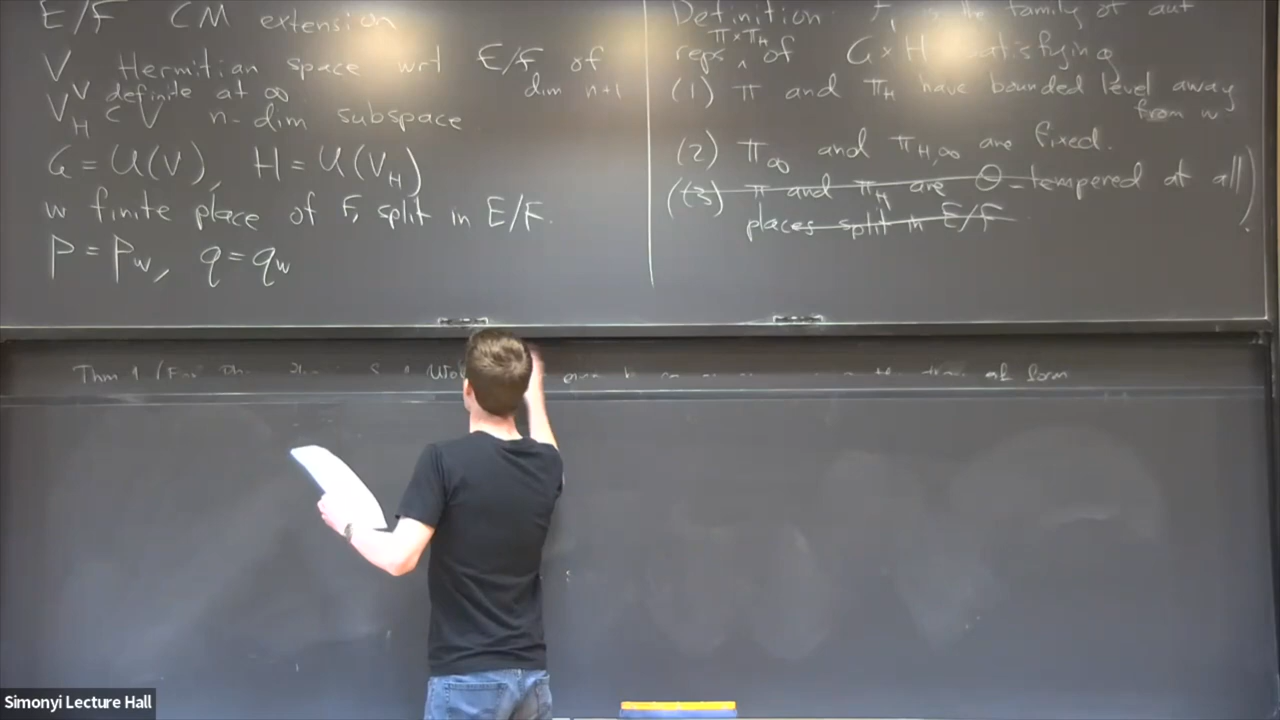 E/F CM extension
V Hermitian space wrt E/F of
dim n+1
V definite at ∞
V_H ⊂ V n-dim subspace
G = U(V), H = U(V_H)
w finite place of F, split in E/F.
p = p_w, q = q_w
Definition: F_1 is the family of aut
reps π×π_H of G×H satisfying
(1) π and π_H have bounded level away
from w.
(2) π_∞ and π_{H,∞} are fixed.
((3) π and π_H are θ-tempered at all
places split in E/F.)
Thm 1 of form
Simonyi Lecture Hall